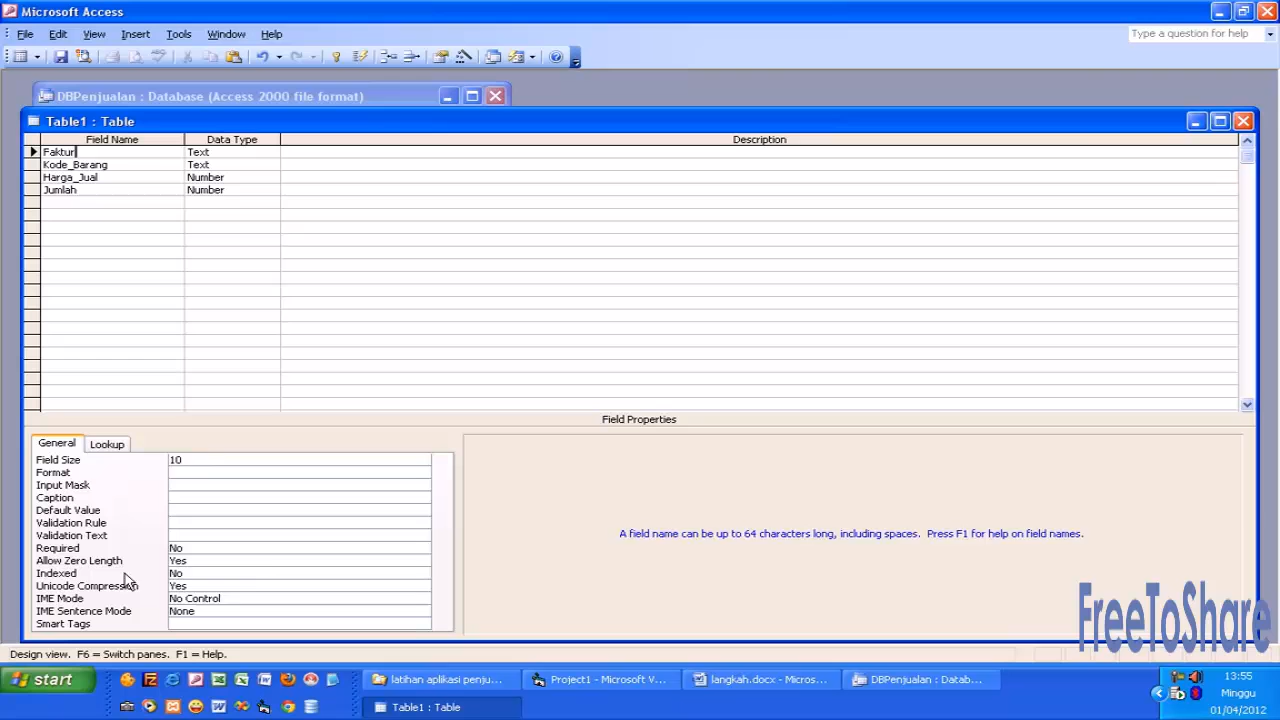 Microsoft Access
File Edit View Insert Tools Window Help
Type a question for help
DBPenjualan : Database (Access 2000 file format)
Table1 : Table
Field Name Data Type Description
Faktur Text
Kode_Barang Text
Harga_Jual Number
Jumlah Number
Field Properties
General Lookup
Field Size 10
Format
Input Mask
Caption
Default Value
Validation Rule
Validation Text
Required No
Allow Zero Length Yes
Indexed No
Unicode Compression Yes
IME Mode No Control
IME Sentence Mode None
Smart Tags
A field name can be up to 64 characters long, including spaces. Press F1 for help on field names.
FreeToShare
Design view. F6 = Switch panes. F1 = Help.
start
latihan aplikasi penju...
Project1 - Microsoft V...
langkah.docx - Micros...
DBPenjualan : Datab...
Table1 : Table
13:55
Minggu
01/04/2012